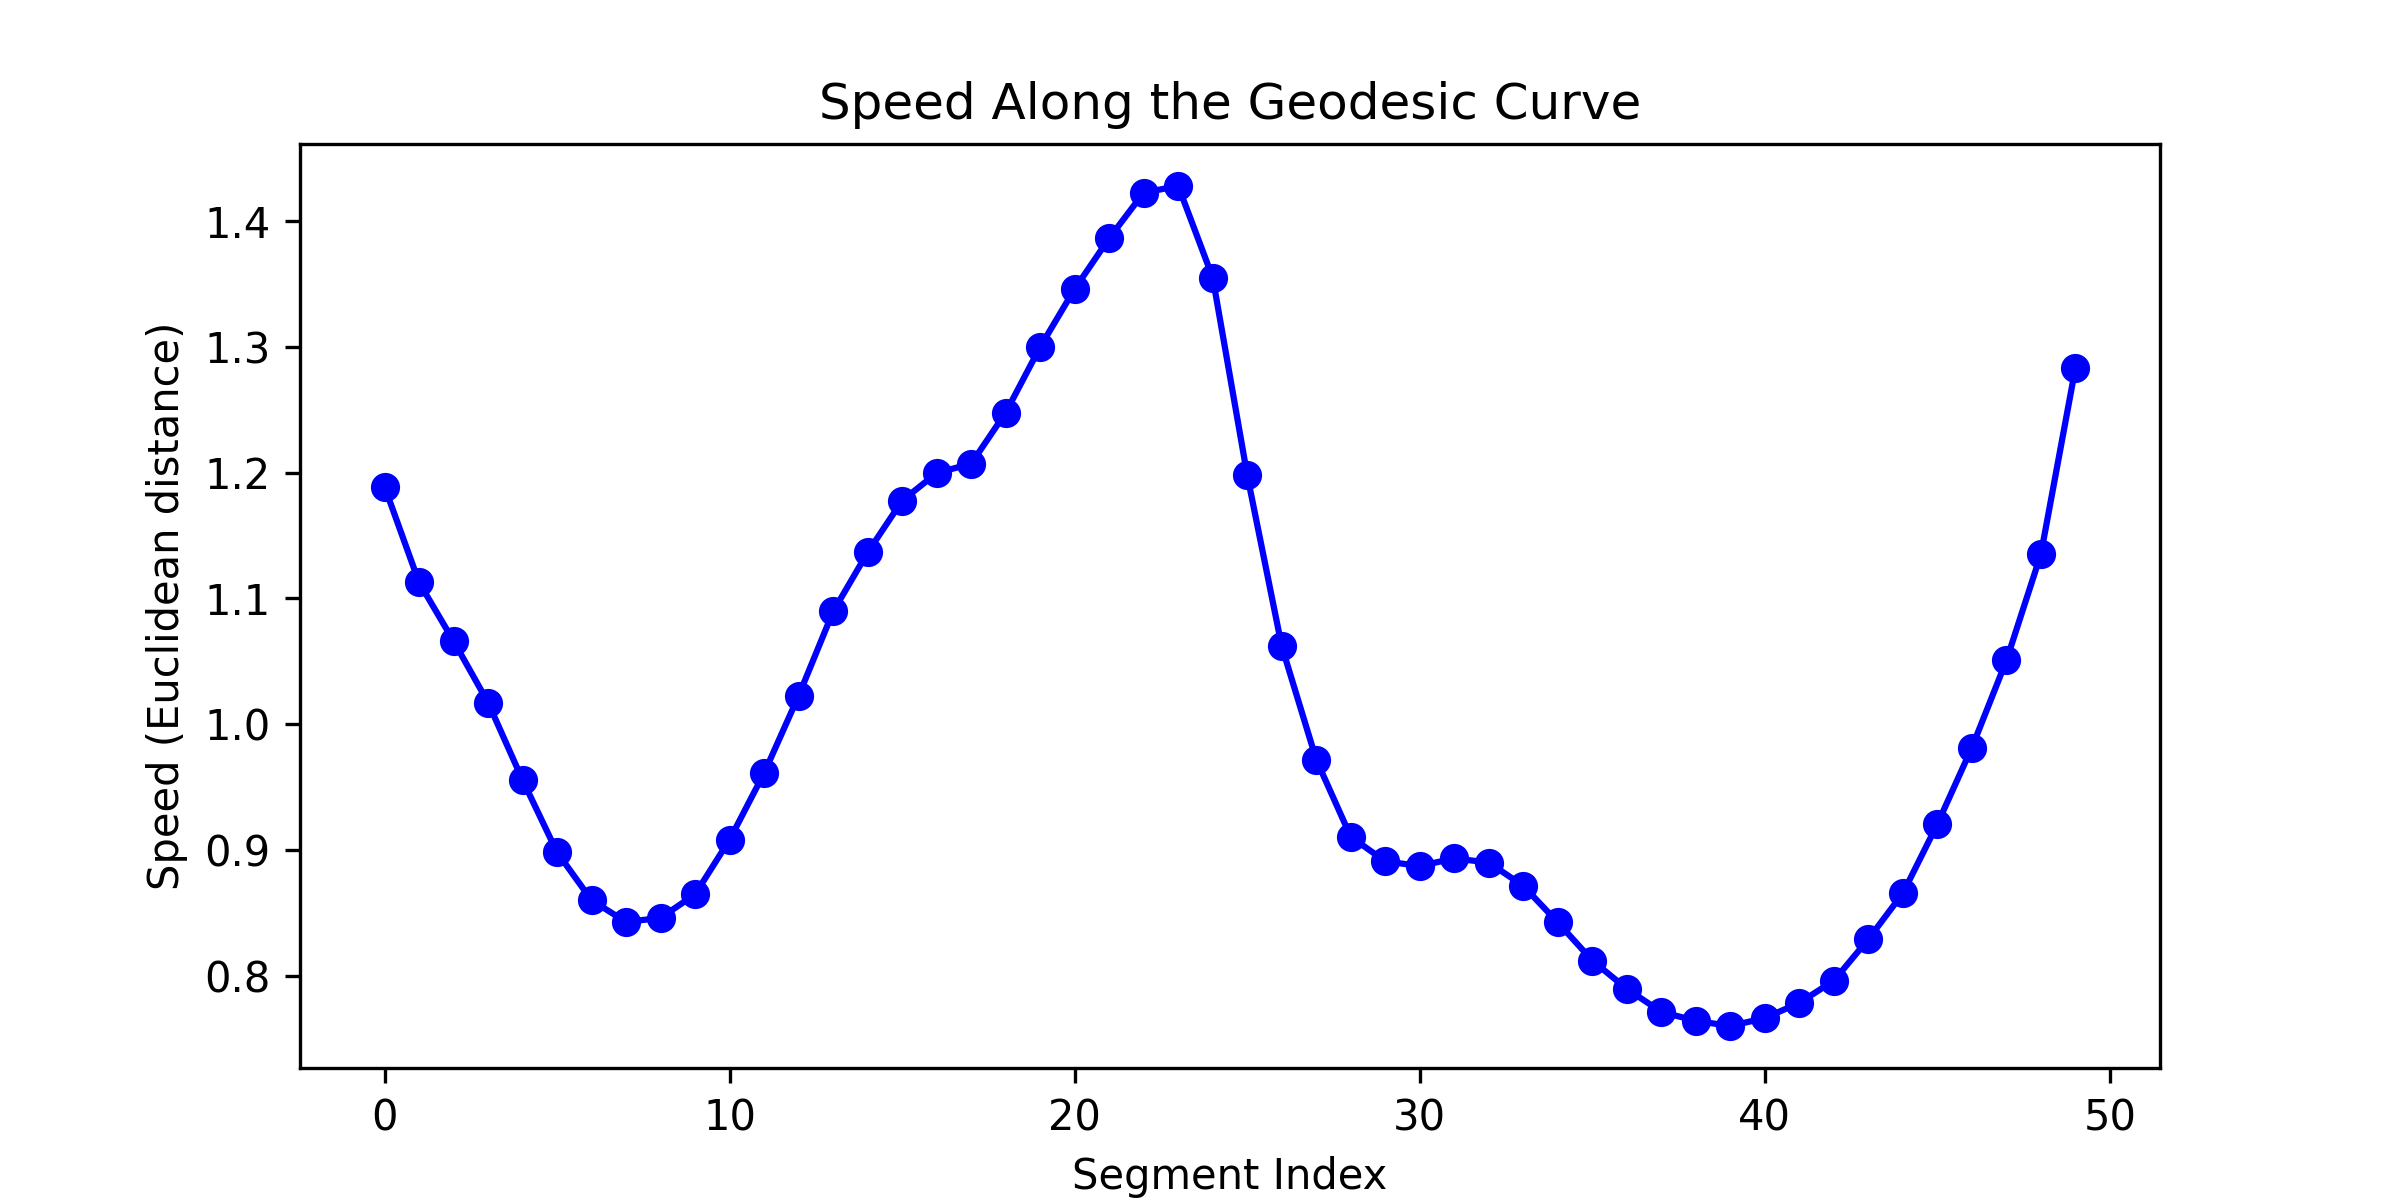 Speed Along the Geodesic Curve
Speed (Euclidean distance)
1.4
1.3
1.2
1.1
1.0
0.9
0.8
0 10 20 30 40 50
Segment Index